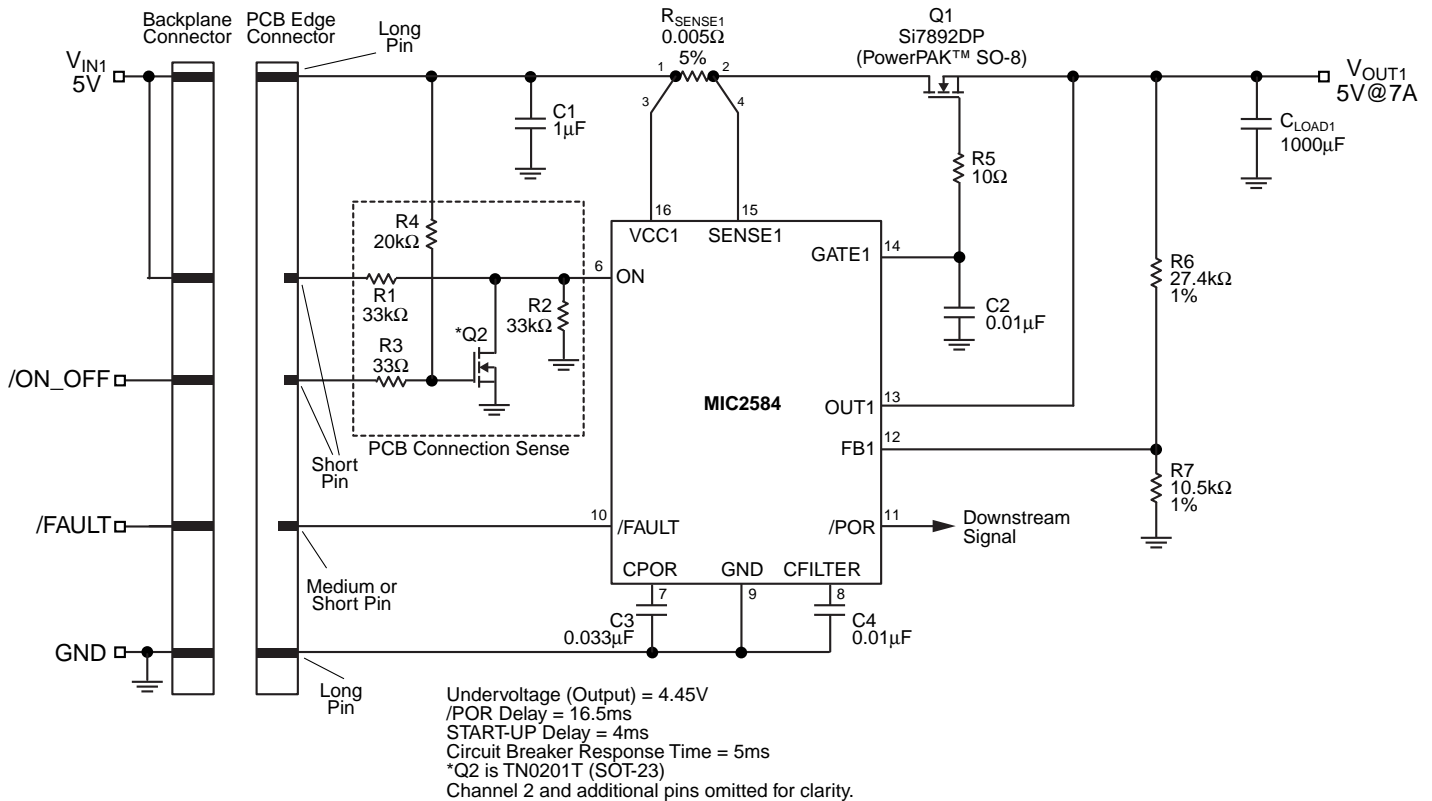 Backplane
Connector
PCB Edge
Connector
Long
Pin
RSENSE1
0.005Ω
5%
Q1
Si7892DP
(PowerPAK™ SO-8)
VIN1
5V
1
2
3
4
VOUT1
5V@7A
C1
1µF
CLOAD1
1000µF
R5
10Ω
R4
20kΩ
16
15
VCC1
SENSE1
GATE1
14
6
ON
R1
33kΩ
R2
33kΩ
C2
0.01µF
R6
27.4kΩ
1%
*Q2
R3
33Ω
/ON_OFF
MIC2584
OUT1
13
FB1
12
PCB Connection Sense
Short
Pin
R7
10.5kΩ
1%
/FAULT
10
/FAULT
/POR
11
Downstream
Signal
CPOR
GND
CFILTER
7
9
8
Medium or
Short Pin
C3
0.033µF
C4
0.01µF
GND
Long
Pin
Undervoltage (Output) = 4.45V
/POR Delay = 16.5ms
START-UP Delay = 4ms
Circuit Breaker Response Time = 5ms
*Q2 is TN0201T (SOT-23)
Channel 2 and additional pins omitted for clarity.